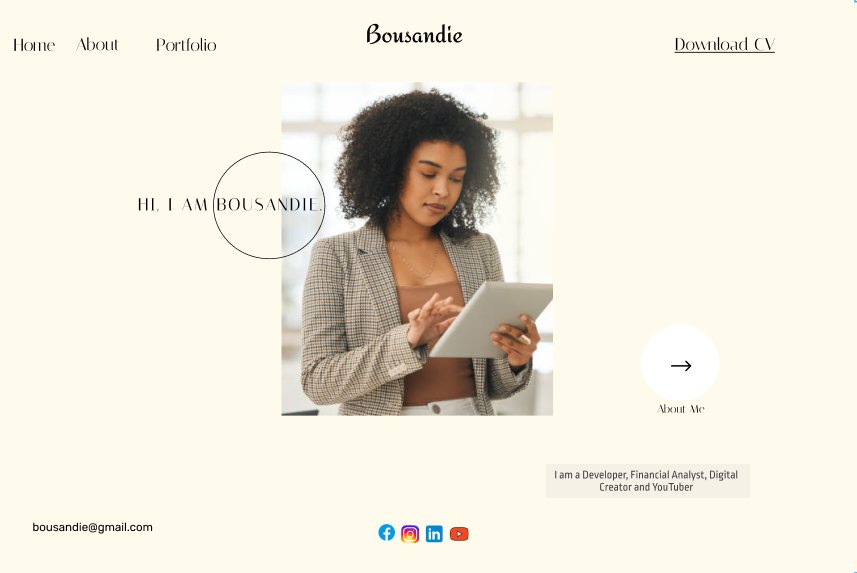 Home
About
Portfolio
Bousandie
Download CV
HI, I AM BOUSANDIE.
About Me
I am a Developer, Financial Analyst, Digital
Creator and YouTuber
bousandie@gmail.com